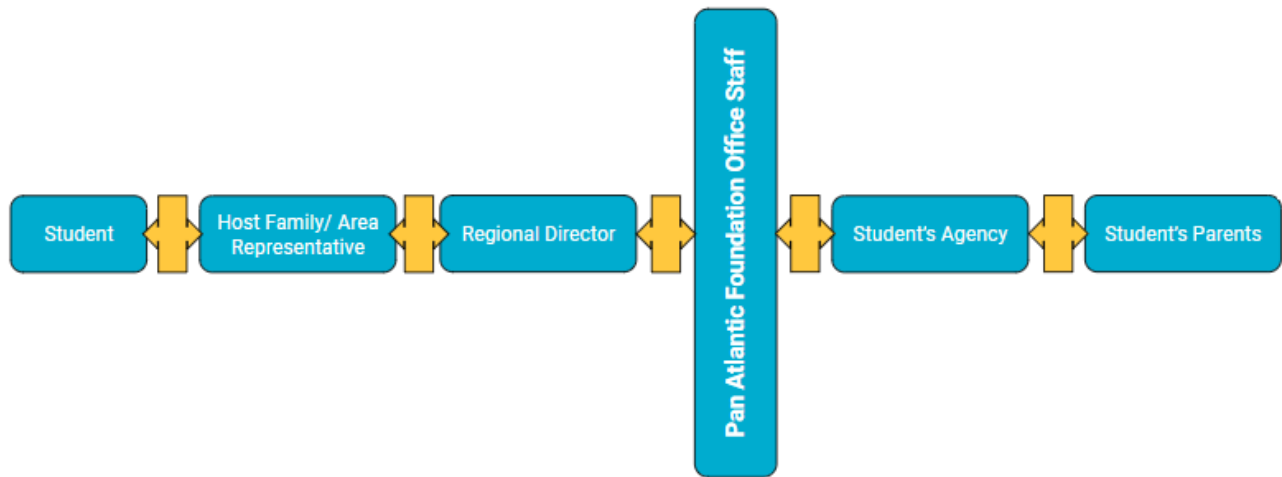 Student
Host Family/ Area
Representative
Regional Director
Pan Atlantic Foundation Office Staff
Student's Agency
Student's Parents